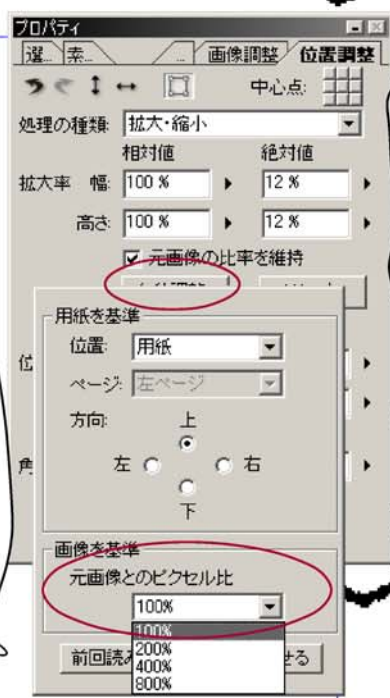 プロパティ
選.. 素.. .. 画像調整 位置調整
中心点:
処理の種類: 拡大・縮小
相対値 絶対値
拡大率 幅: 100 % 12 %
高さ: 100 % 12 %
元画像の比率を維持
用紙を基準
位置: 用紙
ページ: 左ページ
方向: 上
左 右
下
画像を基準
元画像とのピクセル比
100%
100%
200%
400%
800%
前回読み せる
位
角